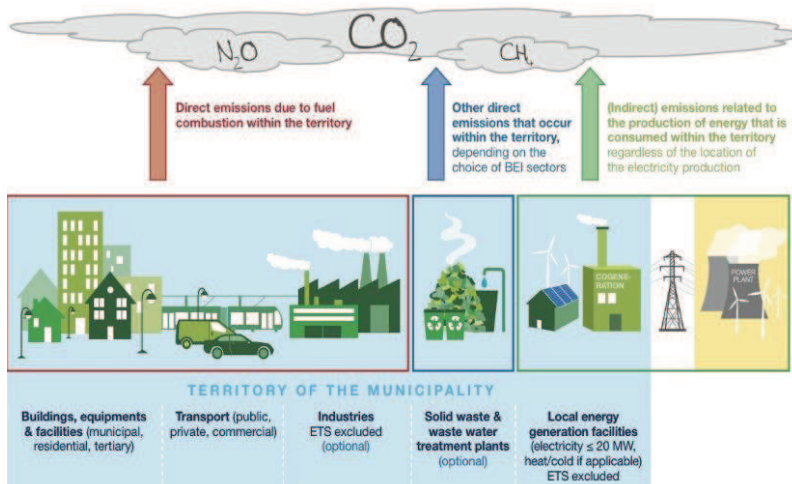 CO₂
N₂O
CH₄
Direct emissions due to fuel
combustion within the territory
Other direct
emissions that occur
within the territory,
depending on the
choice of BEI sectors
(Indirect) emissions related to
the production of energy that is
consumed within the territory
regardless of the location of
the electricity production
COGENE-
RATION
POWER
PLANT
TERRITORY OF THE MUNICIPALITY
Buildings, equipments
& facilities (municipal,
residential, tertiary)
Transport (public,
private, commercial)
Industries
ETS excluded
(optional)
Solid waste &
waste water
treatment plants
(optional)
Local energy
generation facilities
(electricity ≤ 20 MW,
heat/cold if applicable)
ETS excluded